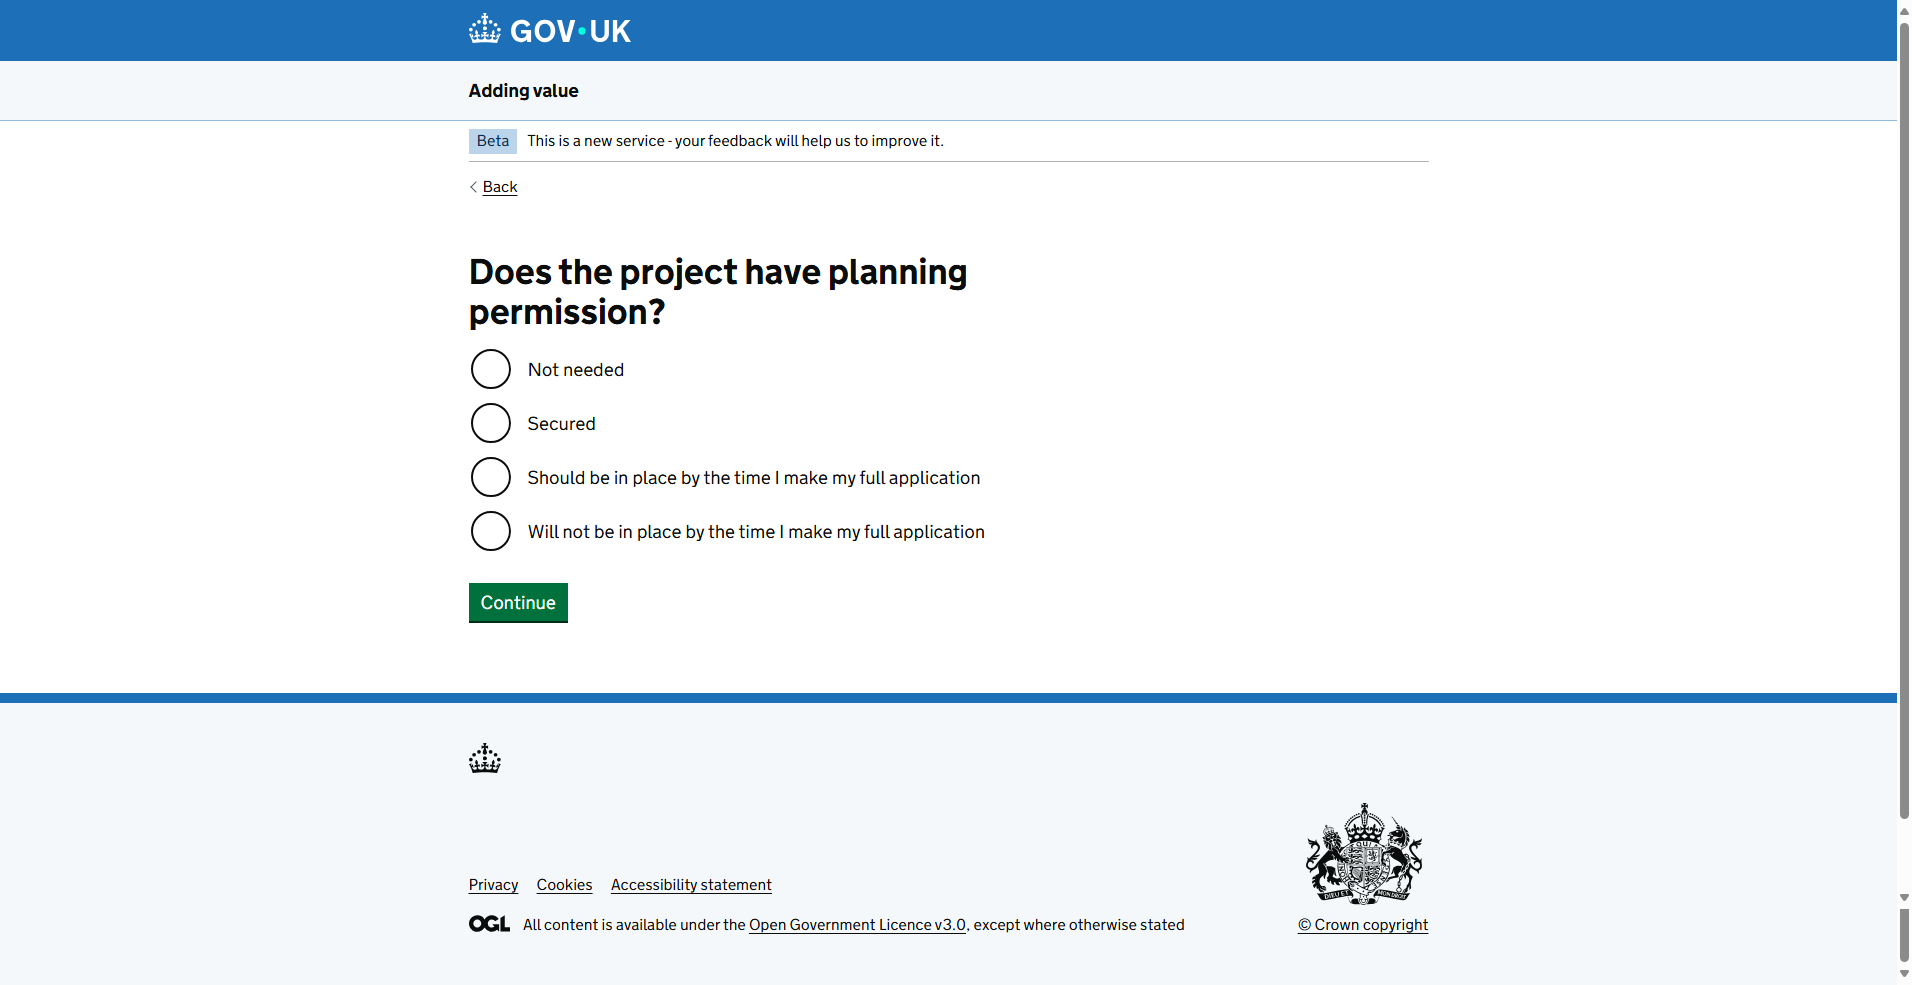 GOV·UK
Adding value
Beta This is a new service - your feedback will help us to improve it.
Back
Does the project have planning
permission?
Not needed
Secured
Should be in place by the time I make my full application
Will not be in place by the time I make my full application
Continue
Privacy Cookies Accessibility statement
OGL All content is available under the Open Government Licence v3.0, except where otherwise stated
© Crown copyright